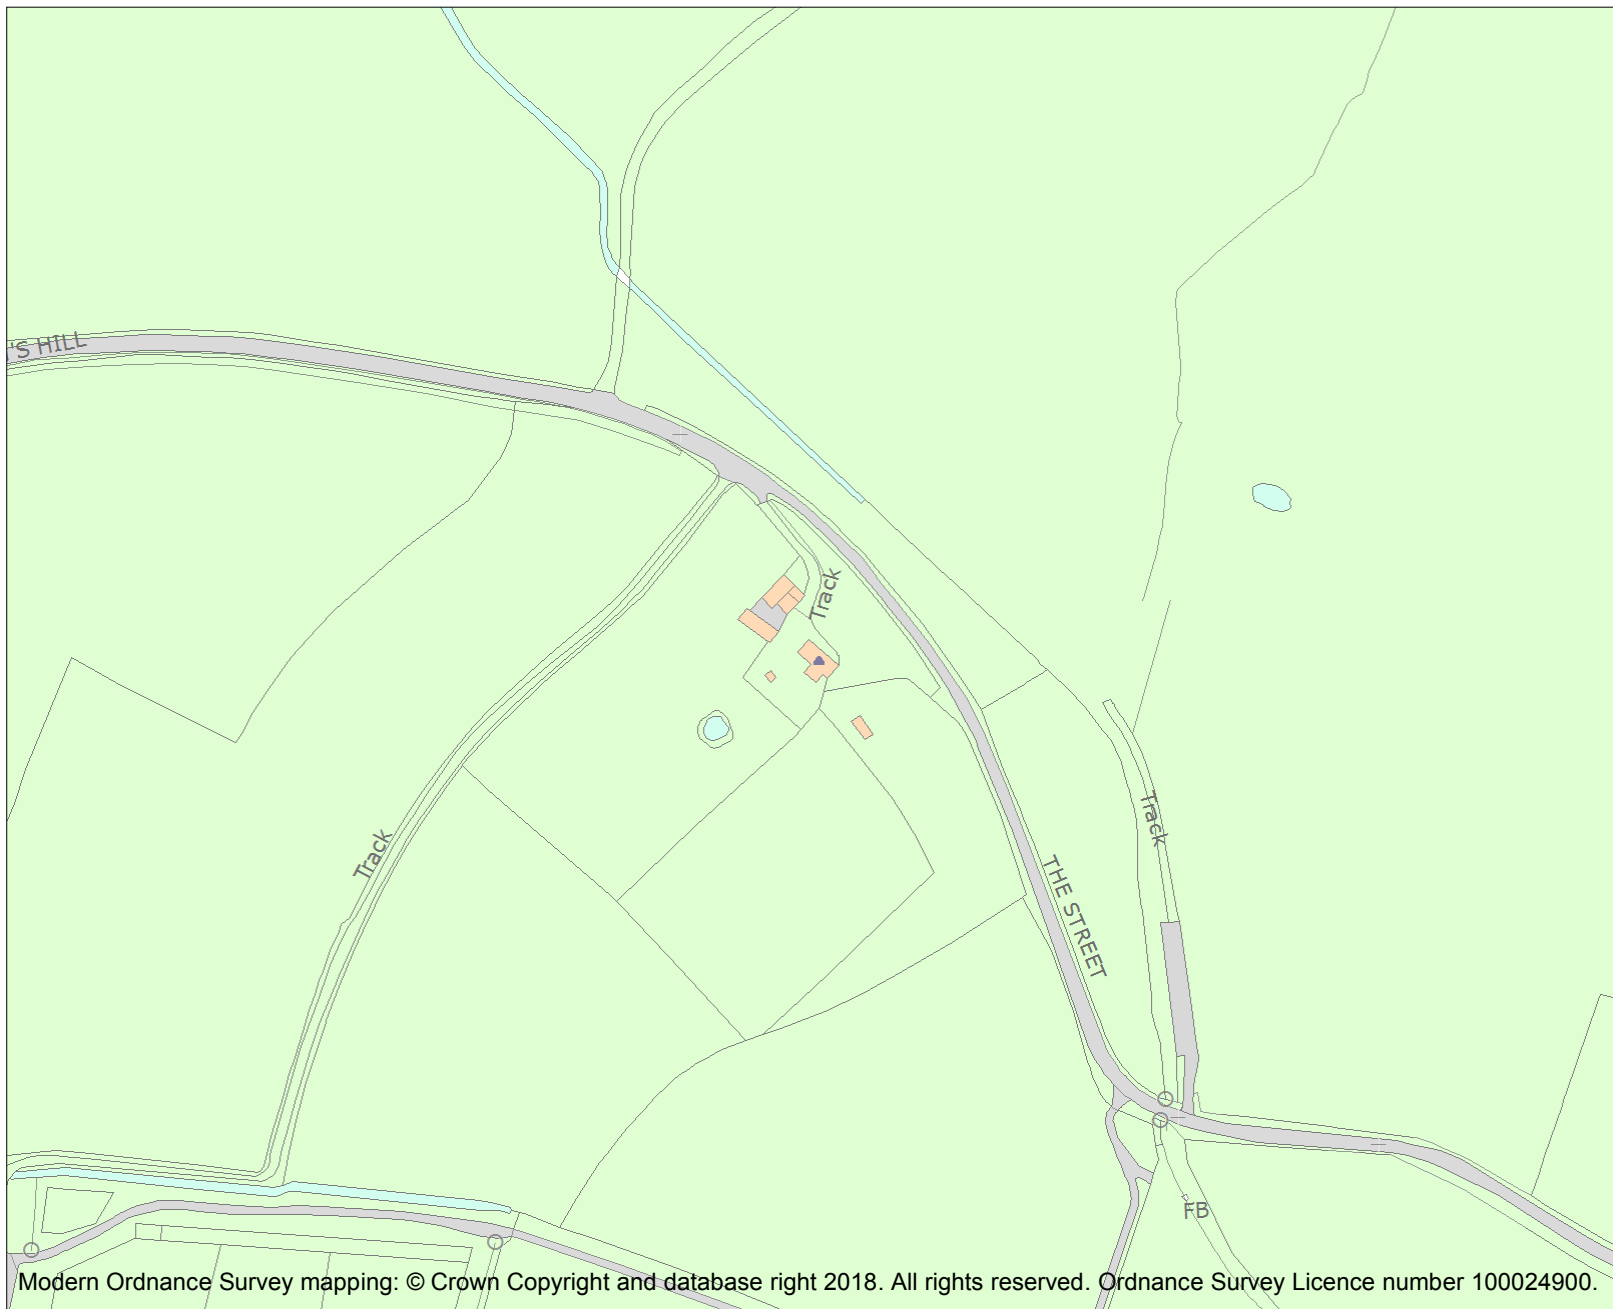 'S HILL
Track
Track
Track
THE STREET
FB
Modern Ordnance Survey mapping: © Crown Copyright and database right 2018. All rights reserved. Ordnance Survey Licence number 100024900.